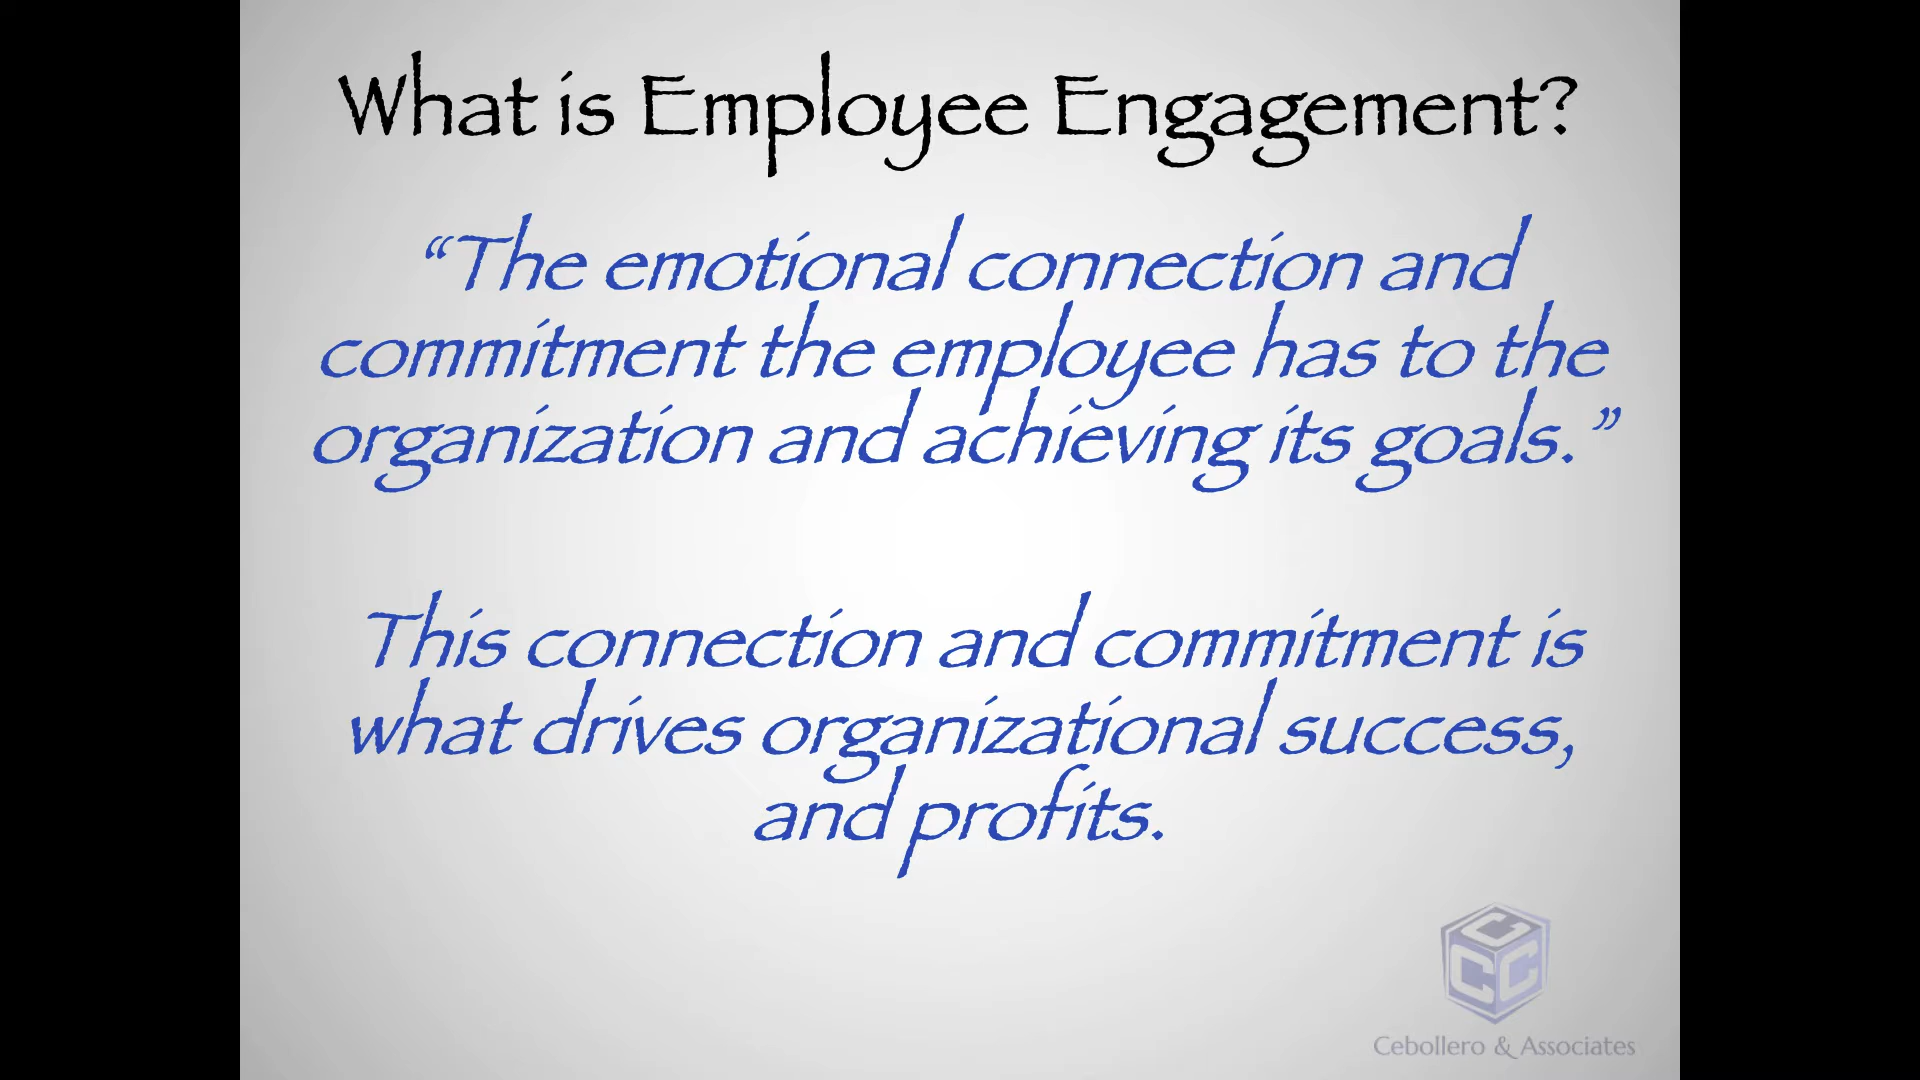 What is Employee Engagement?
“The emotional connection and
commitment the employee has to the
organization and achieving its goals.”
This connection and commitment is
what drives organizational success,
and profits.
C
C C
Cebollero & Associates